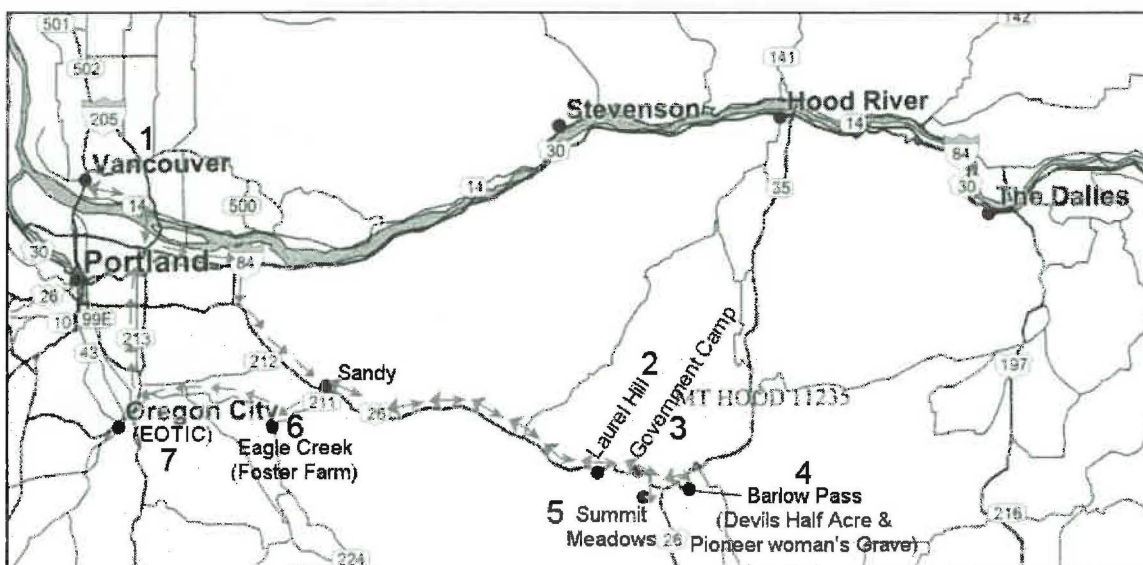 501
142
502
141
205
1
Stevenson
Hood River
14
Vancouver
30
84
14
35
30
14
500
The Dalles
30
Portland
84
26
10
99E
213
43
212
2
197
Sandy
Laurel Hill
Government Camp
211
26
MT HOOD 11235
Oregon City
(EOTIC)
6
3
7
Eagle Creek
(Foster Farm)
4
Barlow Pass
5
Summit
Meadows
(Devils Half Acre &
Pioneer woman's Grave)
26
216
224